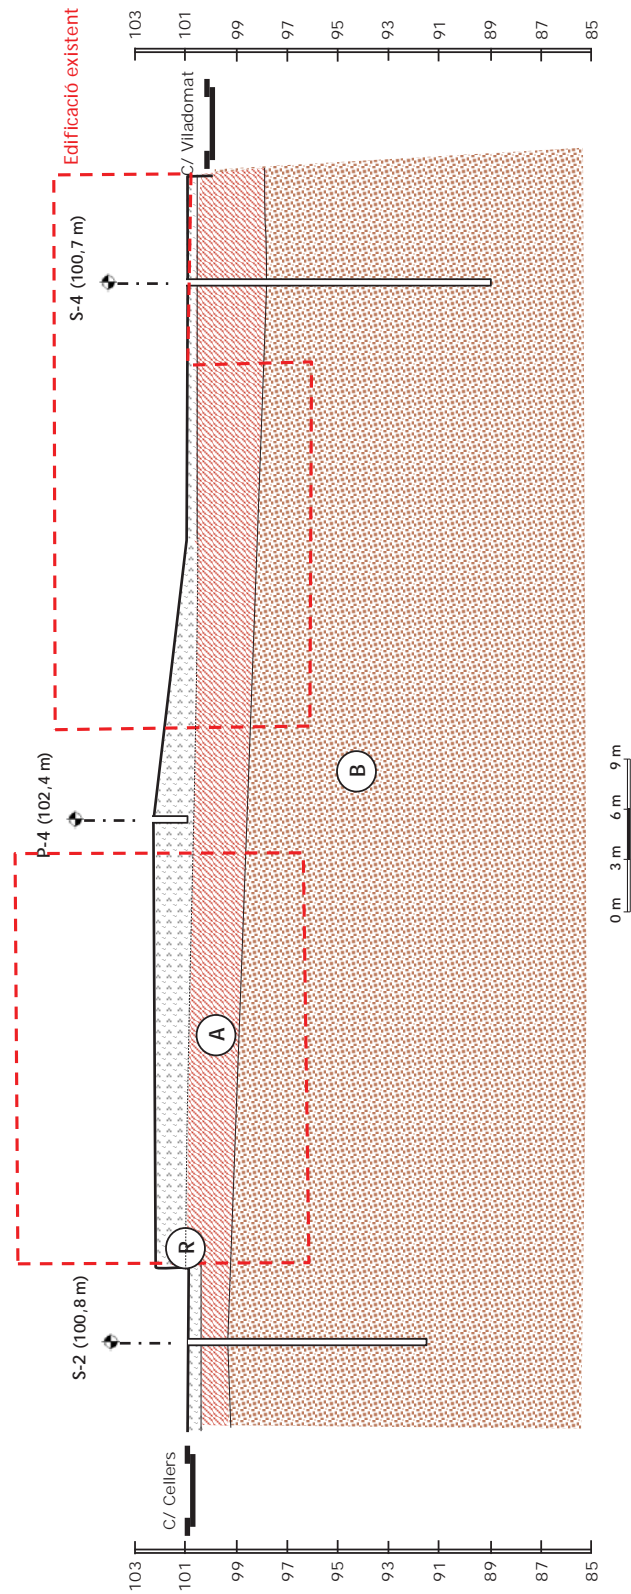 Edificació existent
S-2 (100,8 m)
P-4 (102,4 m)
S-4 (100,7 m)
C/ Cellers
C/ Viladomat
103
101
99
97
95
93
91
89
87
85
103
101
99
97
95
93
91
89
87
85
R
A
B
0 m 3 m 6 m 9 m